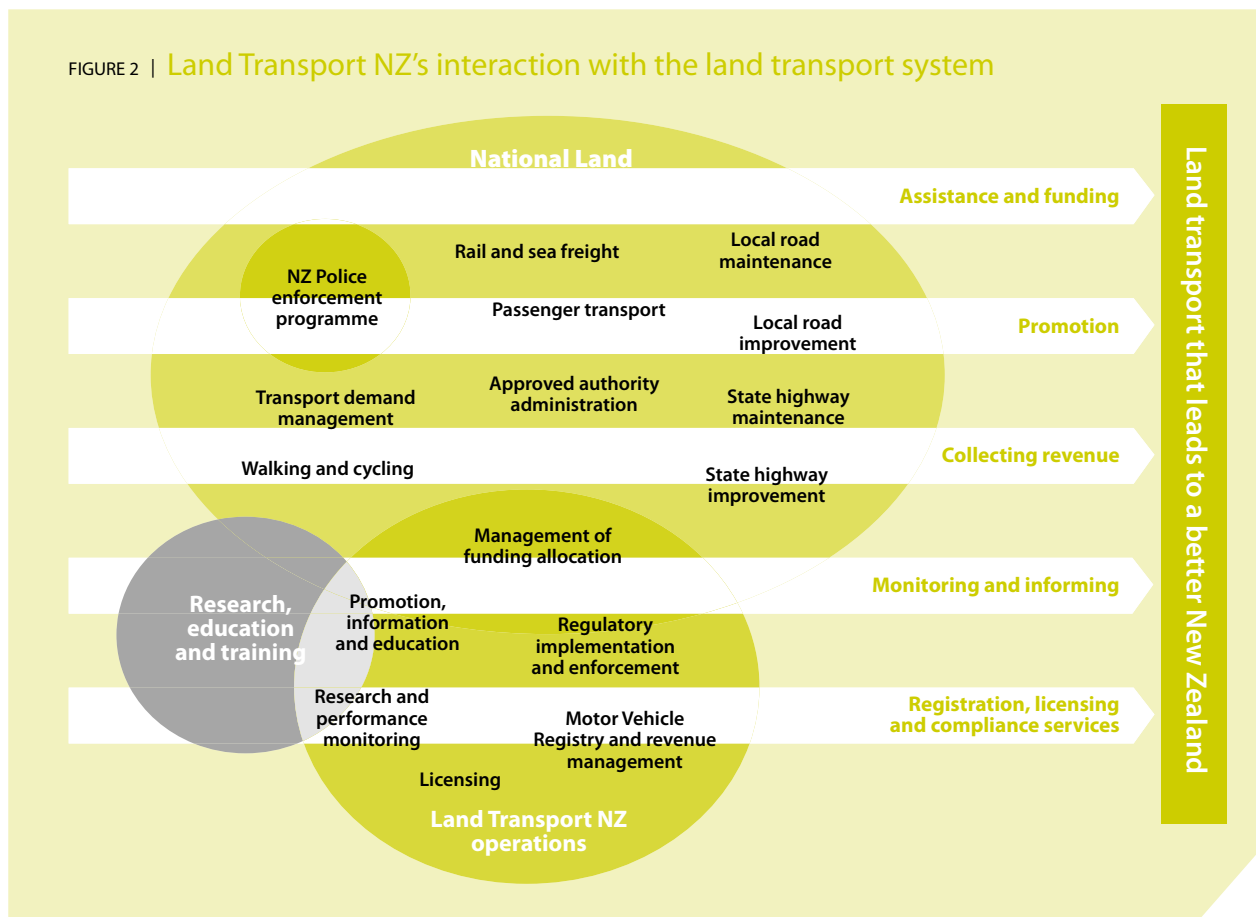 FIGURE 2 | Land Transport NZ's interaction with the land transport system
National Land
Assistance and funding
Rail and sea freight
Local road
maintenance
NZ Police
enforcement
programme
Passenger transport
Local road
improvement
Promotion
Transport demand
management
Approved authority
administration
State highway
maintenance
Collecting revenue
Walking and cycling
State highway
improvement
Management of
funding allocation
Monitoring and informing
Research,
education
and training
Promotion,
information
and education
Regulatory
implementation
and enforcement
Research and
performance
monitoring
Motor Vehicle
Registry and revenue
management
Registration, licensing
and compliance services
Licensing
Land Transport NZ
operations
Land transport that leads to a better New Zealand